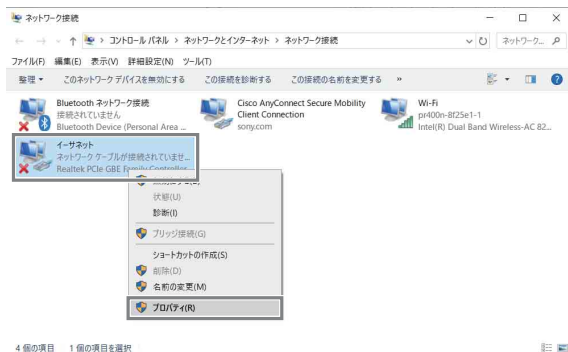 ネットワーク接続
コントロール パネル > ネットワークとインターネット > ネットワーク接続
ネットワーク...
ファイル(F) 編集(E) 表示(V) 詳細設定(N) ツール(T)
整理 このネットワーク デバイスを無効にする この接続を診断する この接続の名前を変更する »
Bluetooth ネットワーク接続
接続されていません
Bluetooth Device (Personal Area ...
Cisco AnyConnect Secure Mobility
Client Connection
sony.com
Wi-Fi
pr400n-8f25e1-1
Intel(R) Dual Band Wireless-AC 82...
イーサネット
ネットワーク ケーブルが接続されていませ...
Realtek PCIe GBE Family Controller
状態(U)
診断(I)
ブリッジ接続(G)
ショートカットの作成(S)
削除(D)
名前の変更(M)
プロパティ(R)
4 個の項目 1 個の項目を選択